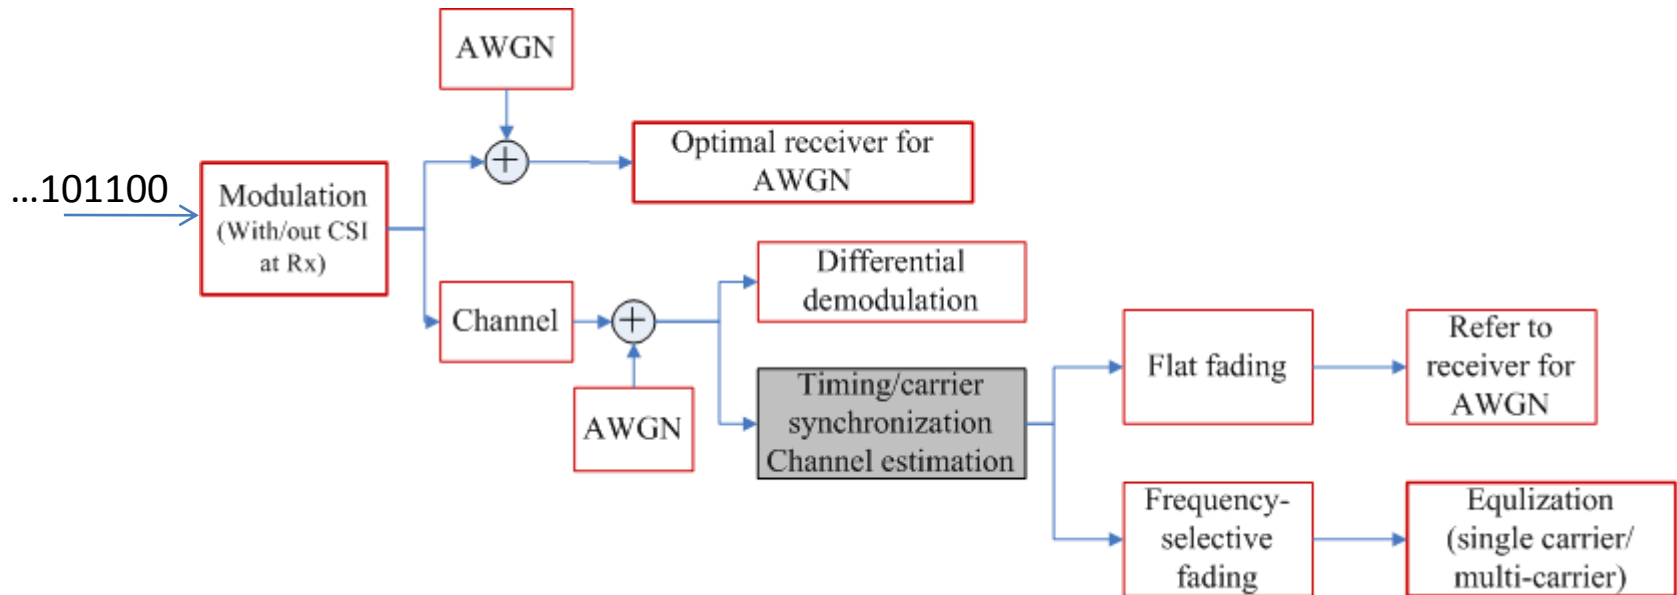 AWGN
...101100
Modulation
(With/out CSI
at Rx)
+
Optimal receiver for
AWGN
Channel
+
AWGN
Differential
demodulation
Timing/carrier
synchronization
Channel estimation
Flat fading
Refer to
receiver for
AWGN
Frequency-
selective
fading
Equlization
(single carrier/
multi-carrier)